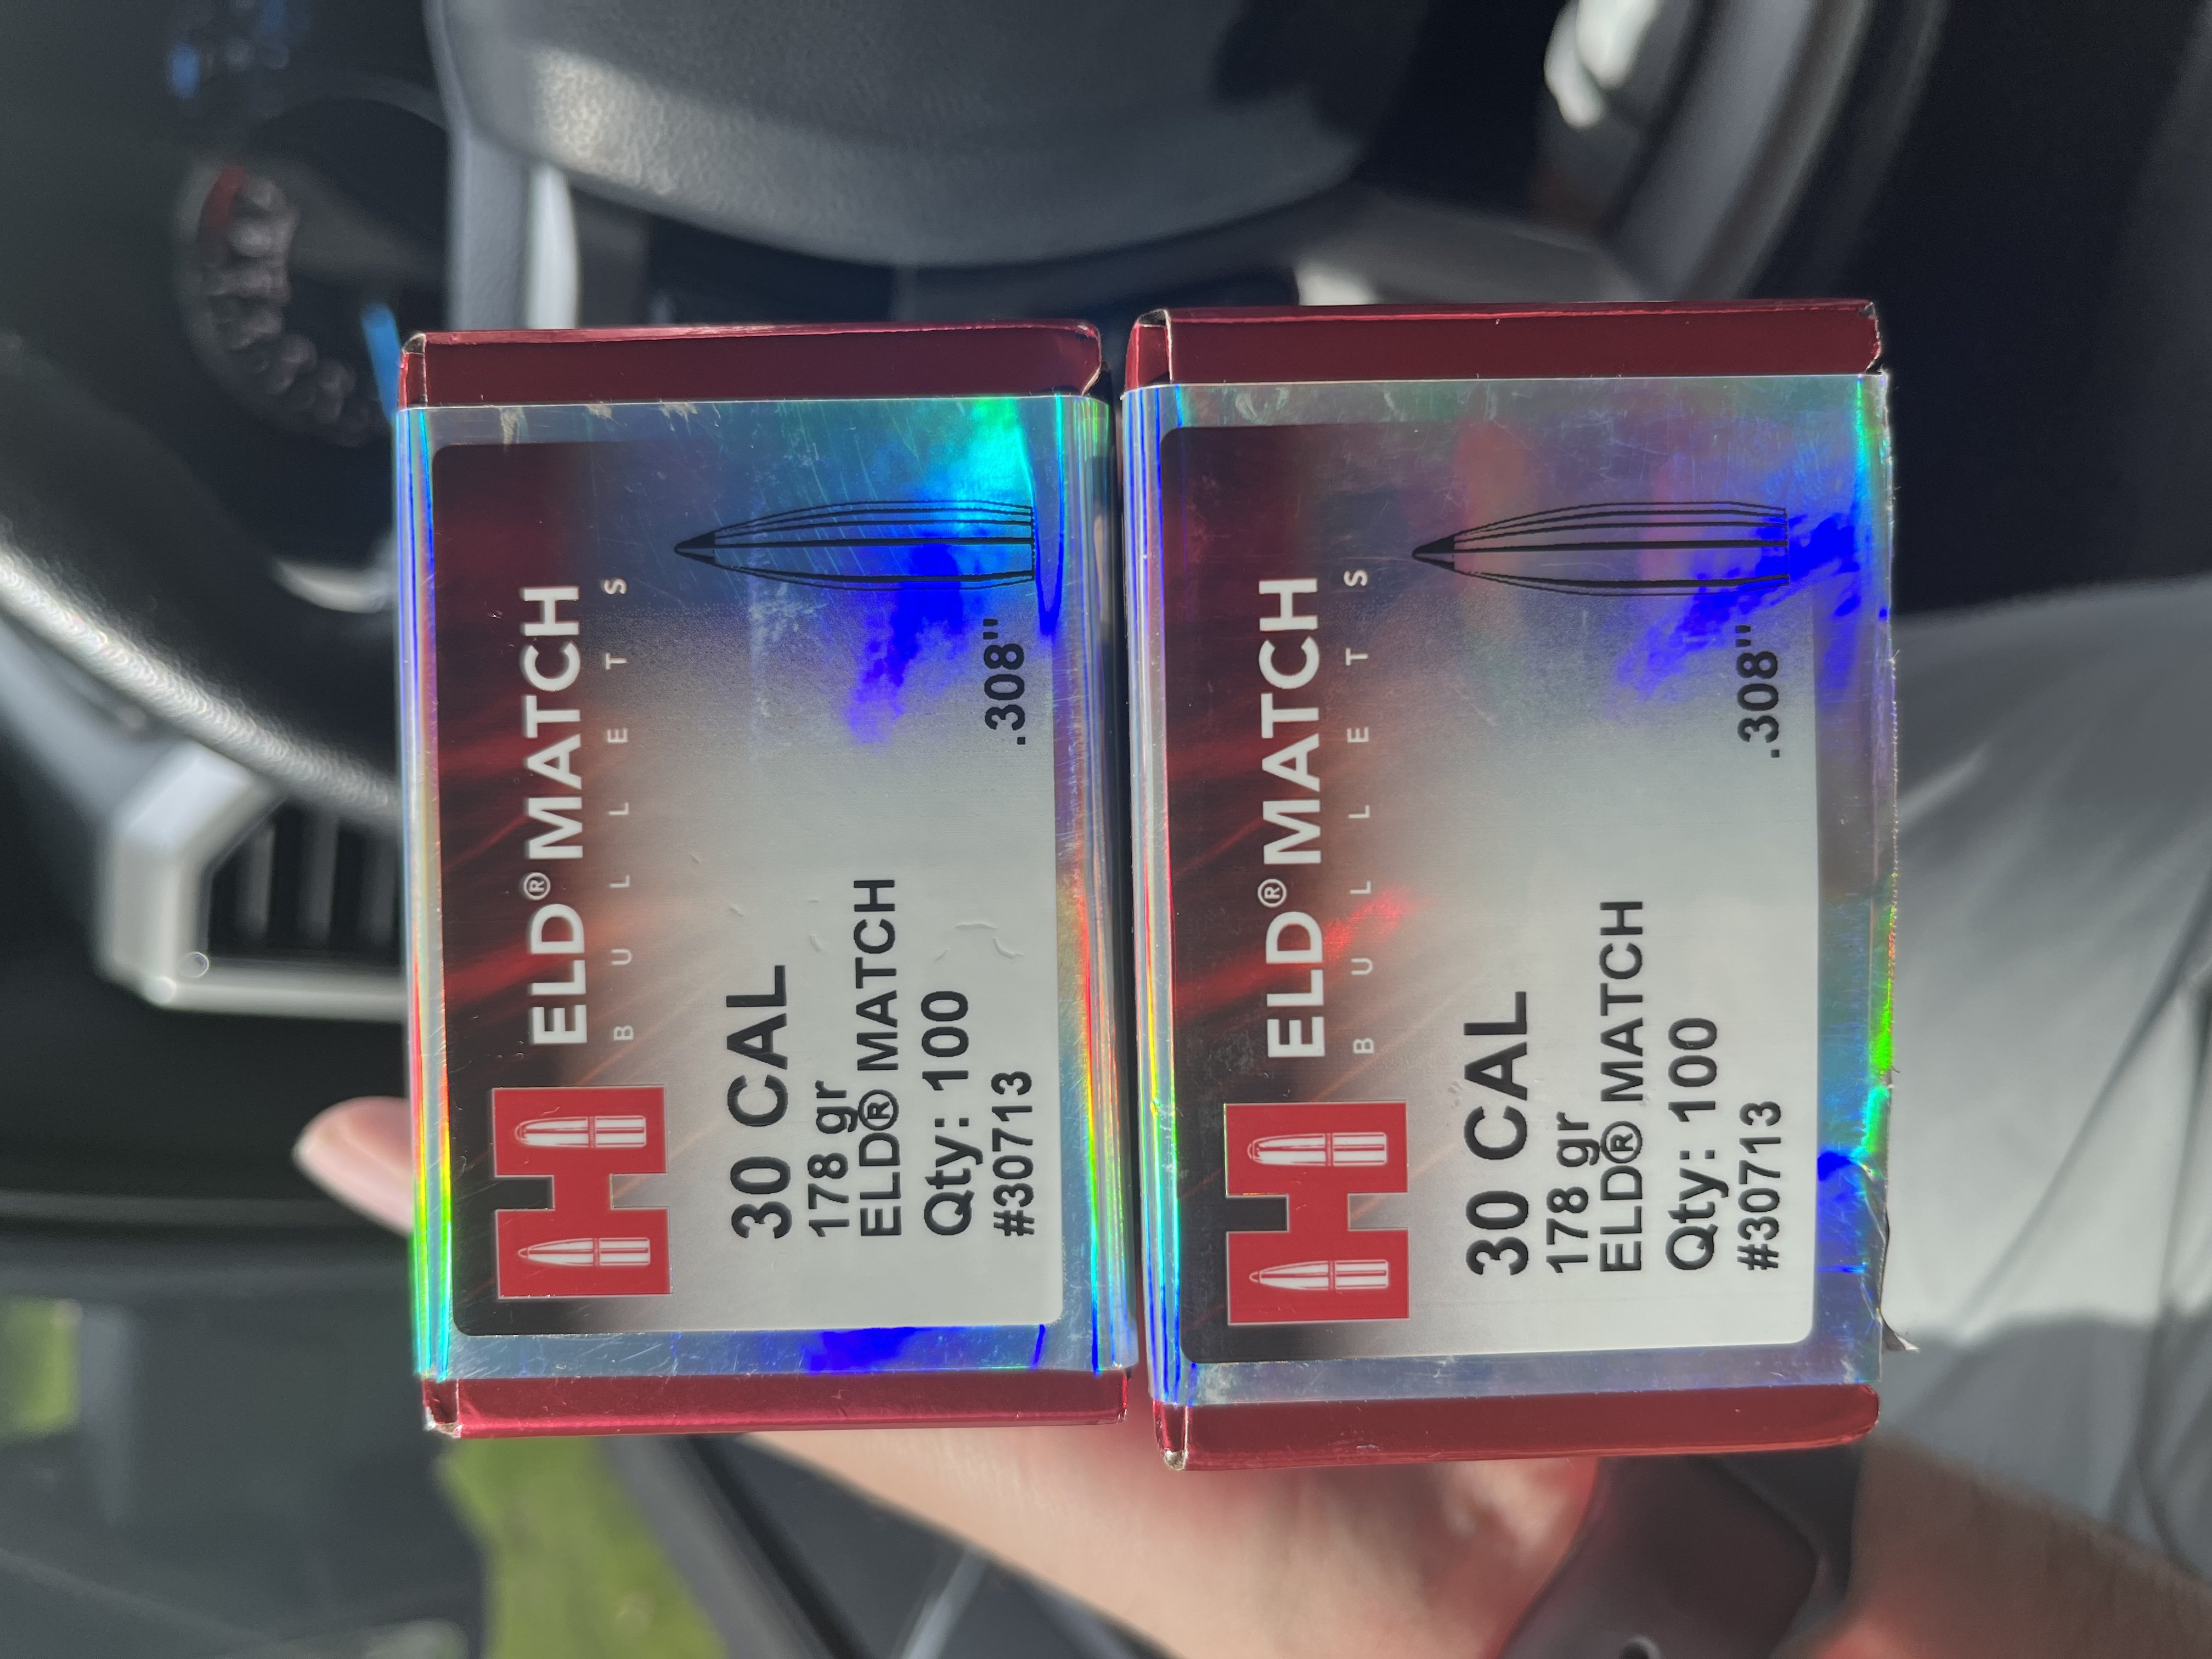 ELD® MATCH
BULLETS
30 CAL
178 gr
ELD® MATCH
Qty: 100
#30713
.308"
ELD® MATCH
BULLETS
30 CAL
178 gr
ELD® MATCH
Qty: 100
#30713
.308"